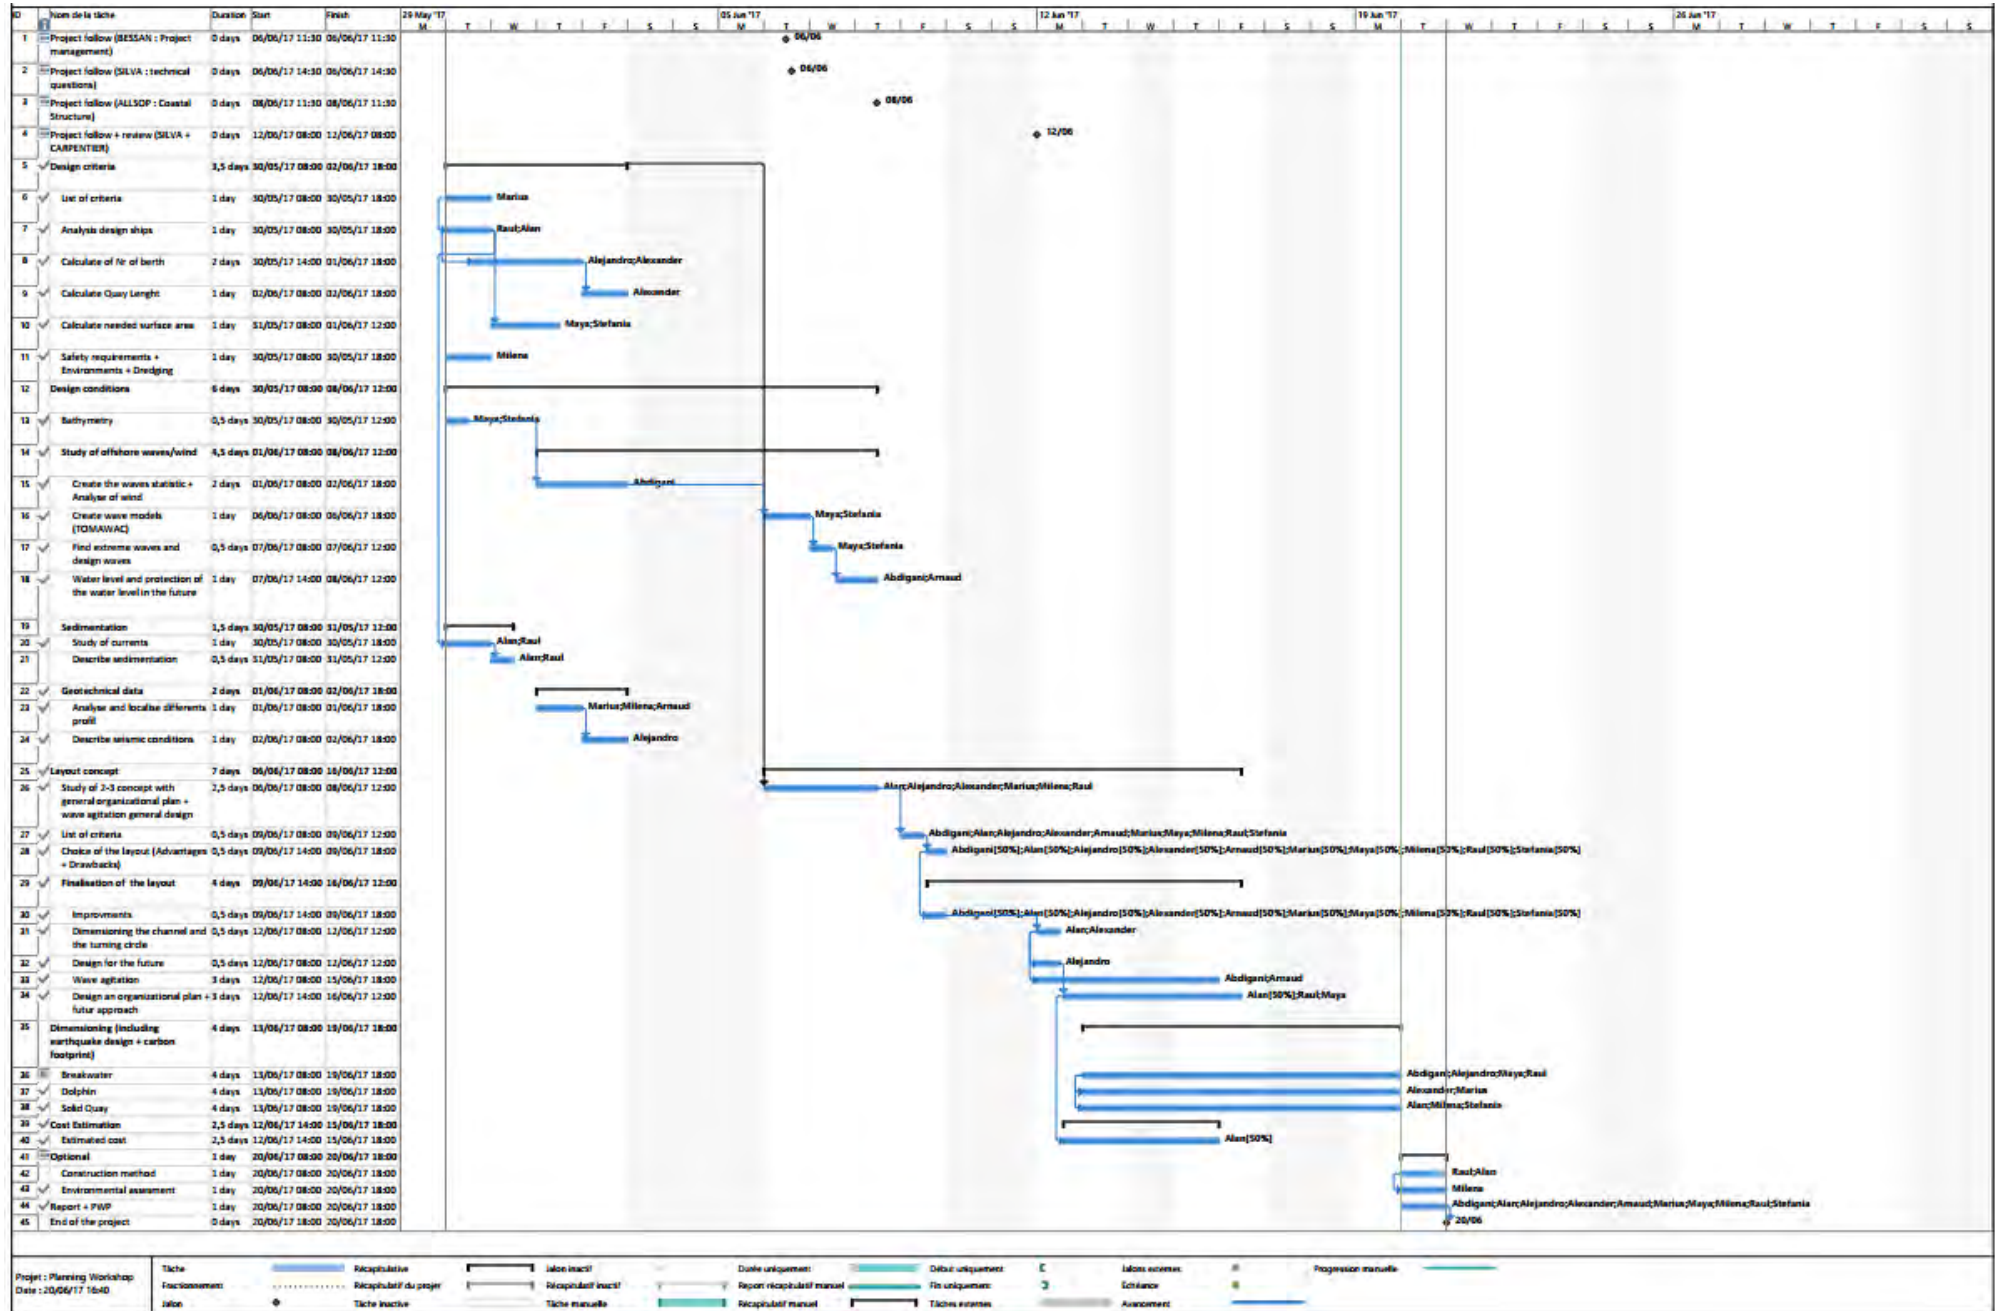 ID Nom de la tâche Duration Start Finish 29 May '17 05 Jun '17 12 Jun '17 19 Jun '17 26 Jun '17
M T W T F S S M T W T F S S M T W T F S S M T W T F S S M T W T F S S
1 Project follow (BESSAN : Project management) 0 days 06/06/17 11:30 06/06/17 11:30 06/06
2 Project follow (SILVA : technical questions) 0 days 06/06/17 14:30 06/06/17 14:30 06/06
3 Project follow (ALLSOP : Coastal Structure) 0 days 08/06/17 11:30 08/06/17 11:30 08/06
4 Project follow + review (SILVA + CARPENTIER) 0 days 12/06/17 08:00 12/06/17 08:00 12/06
5 Design criteria 3,5 days 30/05/17 08:00 02/06/17 18:00
6 List of criteria 1 day 30/05/17 08:00 30/05/17 18:00 Marius
7 Analysis design ships 1 day 30/05/17 08:00 30/05/17 18:00 Raul;Alan
8 Calculate of Nr of berth 2 days 30/05/17 14:00 01/06/17 18:00 Alejandro;Alexander
9 Calculate Quay Lenght 1 day 02/06/17 08:00 02/06/17 18:00 Alexander
10 Calculate needed surface area 1 day 31/05/17 08:00 01/06/17 12:00 Maya;Stefania
11 Safety requirements + Environments + Dredging 1 day 30/05/17 08:00 30/05/17 18:00 Milena
12 Design conditions 6 days 30/05/17 08:00 08/06/17 12:00
13 Bathymetry 0,5 days 30/05/17 08:00 30/05/17 12:00 Maya;Stefania
14 Study of offshore waves/wind 4,5 days 01/06/17 08:00 08/06/17 12:00
15 Create the waves statistic + Analyse of wind 2 days 01/06/17 08:00 02/06/17 18:00 Abdigani
16 Create wave models (TOMAWAC) 1 day 06/06/17 08:00 06/06/17 18:00 Maya;Stefania
17 Find extreme waves and design waves 0,5 days 07/06/17 08:00 07/06/17 12:00 Maya;Stefania
18 Water level and protection of the water level in the future 1 day 07/06/17 14:00 08/06/17 12:00 Abdigani;Arnaud
19 Sedimentation 1,5 days 30/05/17 08:00 31/05/17 12:00
20 Study of currents 1 day 30/05/17 08:00 30/05/17 18:00 Alan;Raul
21 Describe sedimentation 0,5 days 31/05/17 08:00 31/05/17 12:00 Alan;Raul
22 Geotechnical data 2 days 01/06/17 08:00 02/06/17 18:00
23 Analyse and localise differents profil 1 day 01/06/17 08:00 01/06/17 18:00 Marius;Milena;Arnaud
24 Describe seismic conditions 1 day 02/06/17 08:00 02/06/17 18:00 Alejandro
25 Layout concept 7 days 06/06/17 08:00 16/06/17 12:00
26 Study of 2-3 concept with general organizational plan + wave agitation general design 2,5 days 06/06/17 08:00 08/06/17 12:00 Alan;Alejandro;Alexander;Marius;Milena;Raul
27 List of criteria 0,5 days 09/06/17 08:00 09/06/17 12:00 Abdigani;Alan;Alejandro;Alexander;Arnaud;Marius;Maya;Milena;Raul;Stefania
28 Choice of the layout (Advantages + Drawbacks) 0,5 days 09/06/17 14:00 09/06/17 18:00 Abdigani[50%];Alan[50%];Alejandro[50%];Alexander[50%];Arnaud[50%];Marius[50%];Maya[50%];Milena[50%];Raul[50%];Stefania[50%]
29 Finalisation of the layout 4 days 09/06/17 14:00 16/06/17 12:00
30 Improvments 0,5 days 09/06/17 14:00 09/06/17 18:00 Abdigani[50%];Alan[50%];Alejandro[50%];Alexander[50%];Arnaud[50%];Marius[50%];Maya[50%];Milena[50%];Raul[50%];Stefania[50%]
31 Dimensioning the channel and the turning circle 0,5 days 12/06/17 08:00 12/06/17 12:00 Alan;Alexander
32 Design for the future 0,5 days 12/06/17 08:00 12/06/17 12:00 Alejandro
33 Wave agitation 3 days 12/06/17 08:00 15/06/17 18:00 Abdigani;Arnaud
34 Design an organizational plan + futur approach 3 days 12/06/17 14:00 16/06/17 12:00 Alan[50%];Raul;Maya
35 Dimensioning (including earthquake design + carbon footprint) 4 days 13/06/17 08:00 19/06/17 18:00
36 Breakwater 4 days 13/06/17 08:00 19/06/17 18:00 Abdigani;Alejandro;Maya;Raul
37 Dolphin 4 days 13/06/17 08:00 19/06/17 18:00 Alexander;Marius
38 Solid Quay 4 days 13/06/17 08:00 19/06/17 18:00 Alan;Milena;Stefania
39 Cost Estimation 2,5 days 12/06/17 14:00 15/06/17 18:00
40 Estimated cost 2,5 days 12/06/17 14:00 15/06/17 18:00 Alan[50%]
41 Optional 1 day 20/06/17 08:00 20/06/17 18:00
42 Construction method 1 day 20/06/17 08:00 20/06/17 18:00 Raul;Alan
43 Environmental assesment 1 day 20/06/17 08:00 20/06/17 18:00 Milena
44 Report + PWP 1 day 20/06/17 08:00 20/06/17 18:00 Abdigani;Alan;Alejandro;Alexander;Arnaud;Marius;Maya;Milena;Raul;Stefania
45 End of the project 0 days 20/06/17 18:00 20/06/17 18:00 20/06
Projet : Planning Workshop
Date : 20/06/17 16:40
Tâche Récapitulative Jalon inactif Durée uniquement Début uniquement Jalons externes Progression manuelle
Fractionnement Récapitulatif du projet Récapitulatif inactif Report récapitulatif manuel Fin uniquement Echéance
Jalon Tâche inactive Tâche manuelle Récapitulatif manuel Tâches externes Avancement